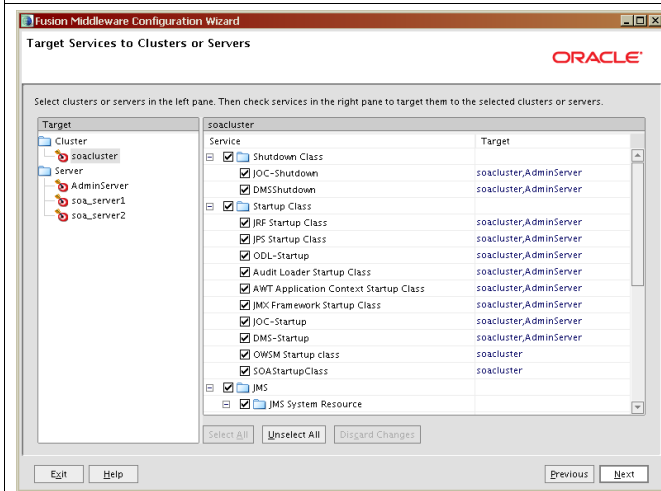 Fusion Middleware Configuration Wizard
Target Services to Clusters or Servers
ORACLE
Select clusters or servers in the left pane. Then check services in the right pane to target them to the selected clusters or servers.
Target
Cluster
soacluster
Server
AdminServer
soa_server1
soa_server2
soacluster
Service Target
Shutdown Class
JOC-Shutdown soacluster,AdminServer
DMSShutdown soacluster,AdminServer
Startup Class
JRF Startup Class soacluster,AdminServer
JPS Startup Class soacluster,AdminServer
ODL-Startup soacluster,AdminServer
Audit Loader Startup Class soacluster,AdminServer
AWT Application Context Startup Class soacluster,AdminServer
JMX Framework Startup Class soacluster,AdminServer
JOC-Startup soacluster,AdminServer
DMS-Startup soacluster,AdminServer
OWSM Startup class soacluster
SOAStartupClass soacluster
JMS
JMS System Resource
Select All Unselect All Discard Changes
Exit Help Previous Next